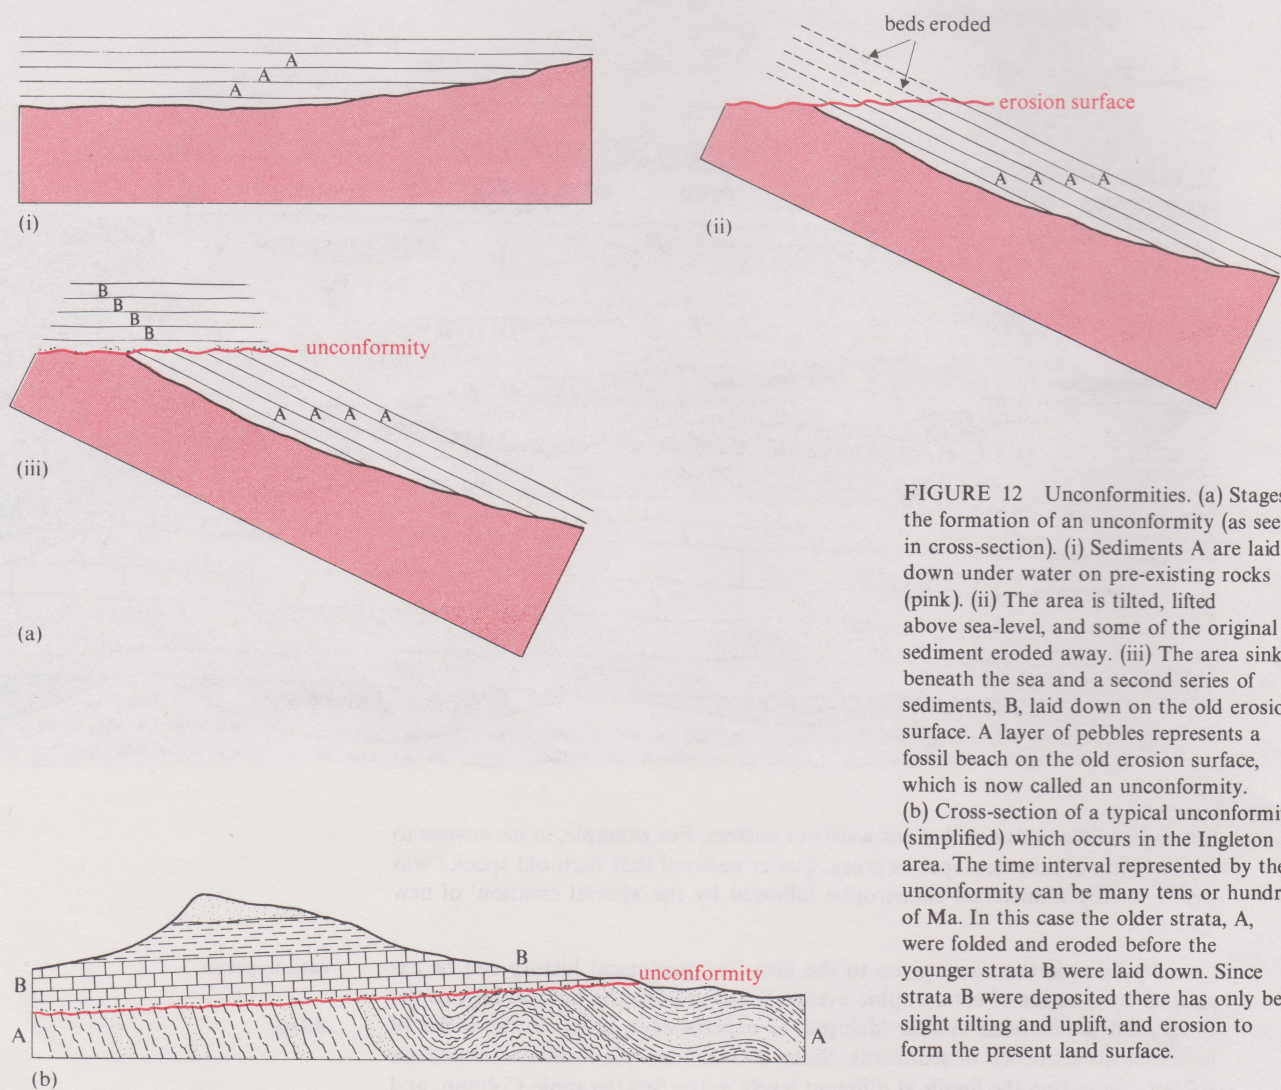 beds eroded
A
A
A
erosion surface
A A A A
(i)
(ii)
B
B
B
B
unconformity
A A A A
(iii)
(a)
FIGURE 12 Unconformities. (a) Stages
the formation of an unconformity (as see
in cross-section). (i) Sediments A are laid
down under water on pre-existing rocks
(pink). (ii) The area is tilted, lifted
above sea-level, and some of the original
sediment eroded away. (iii) The area sink
beneath the sea and a second series of
sediments, B, laid down on the old erosio
surface. A layer of pebbles represents a
fossil beach on the old erosion surface,
which is now called an unconformity.
(b) Cross-section of a typical unconformi
(simplified) which occurs in the Ingleton
area. The time interval represented by the
unconformity can be many tens or hundr
of Ma. In this case the older strata, A,
were folded and eroded before the
younger strata B were laid down. Since
strata B were deposited there has only be
slight tilting and uplift, and erosion to
form the present land surface.
B
B
unconformity
A
A
(b)